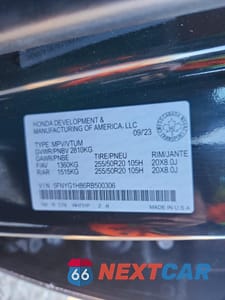 HONDA DEVELOPMENT &
MANUFACTURING OF AMERICA, LLC
09/23
TYPE: MPV/VTUM
GVWR/PNBV 2610KG
GAWR/PNBE TIRE/PNEU RIM/JANTE
F/AV 1360KG 255/50R20 105H 20X8.0J
R/AR 1515KG 255/50R20 105H 20X8.0J
V I N: 5FNYG1H86RB500306
MADE IN U.S.A
66 NEXTCAR